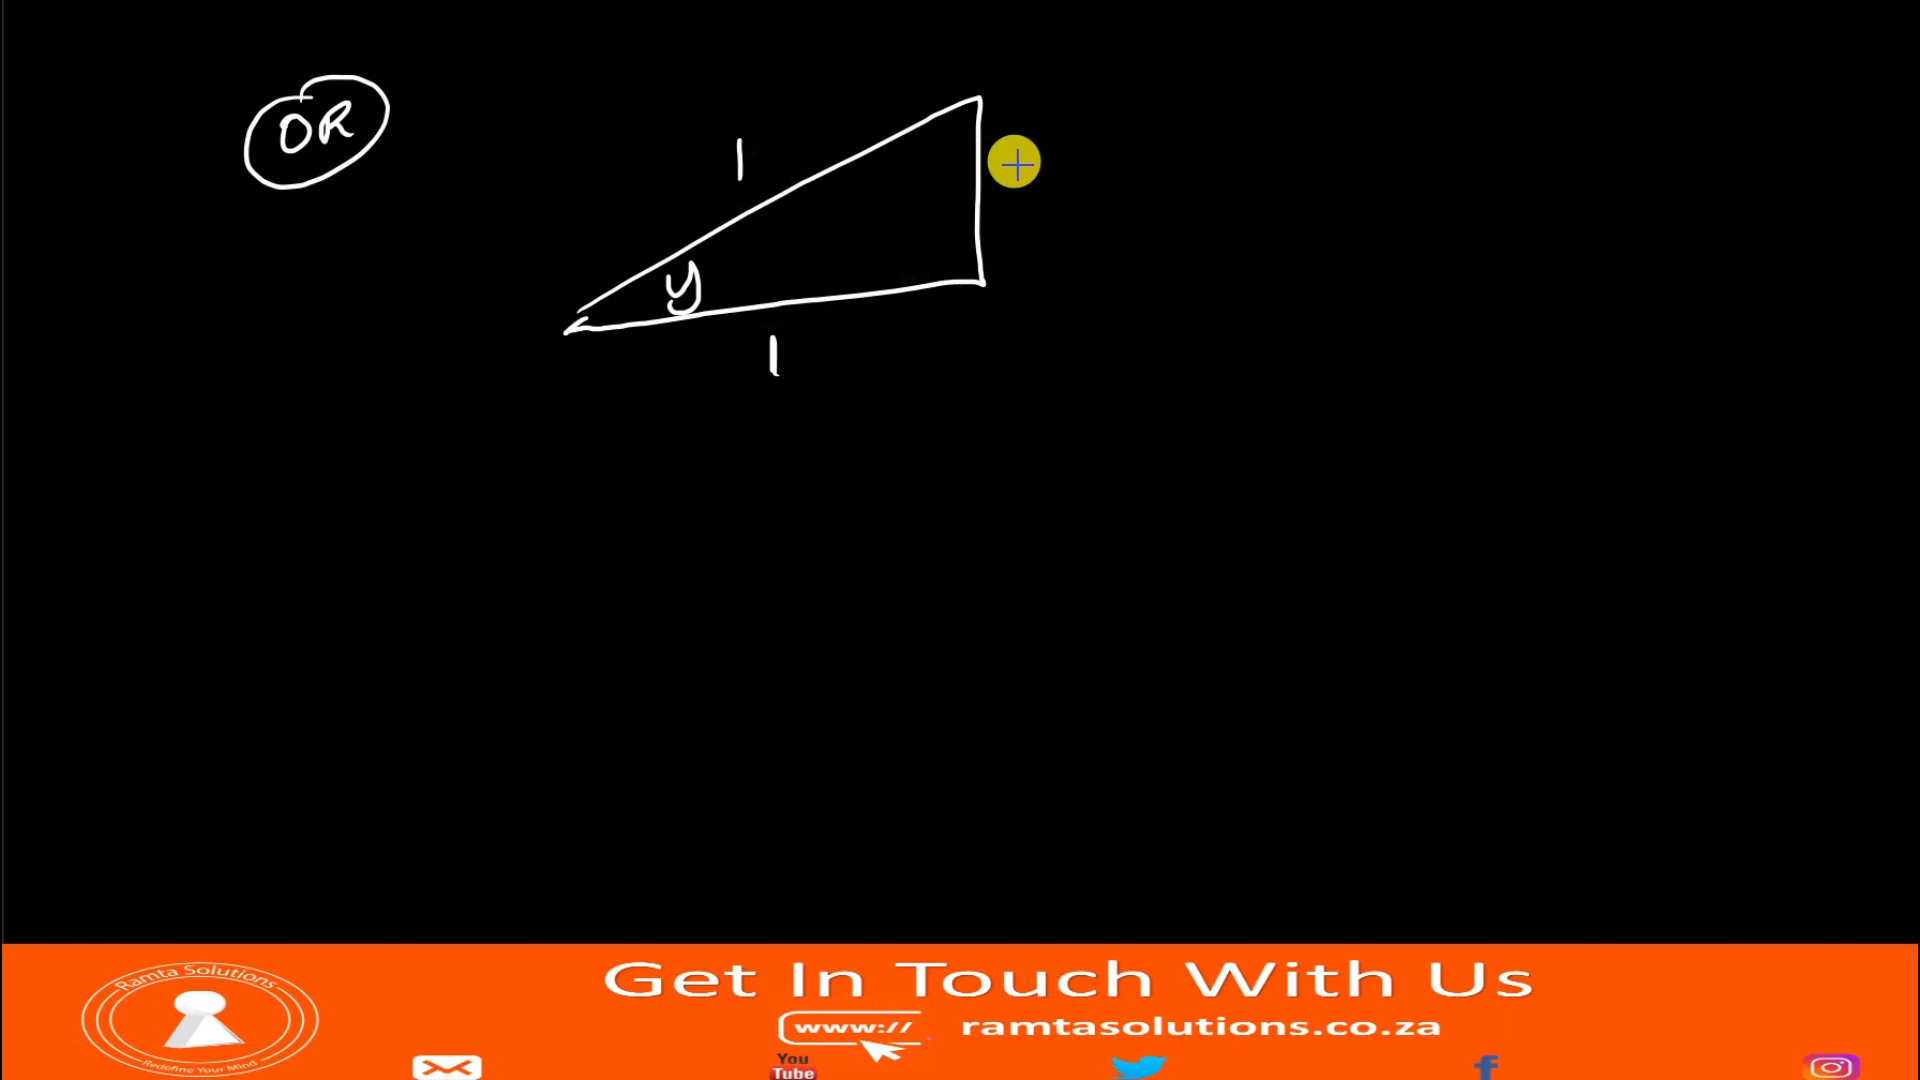 OR
1
y
1
Ramta Solutions
Redefine Your Mind
Get In Touch With Us
www://
ramtasolutions.co.za
You
Tube
f